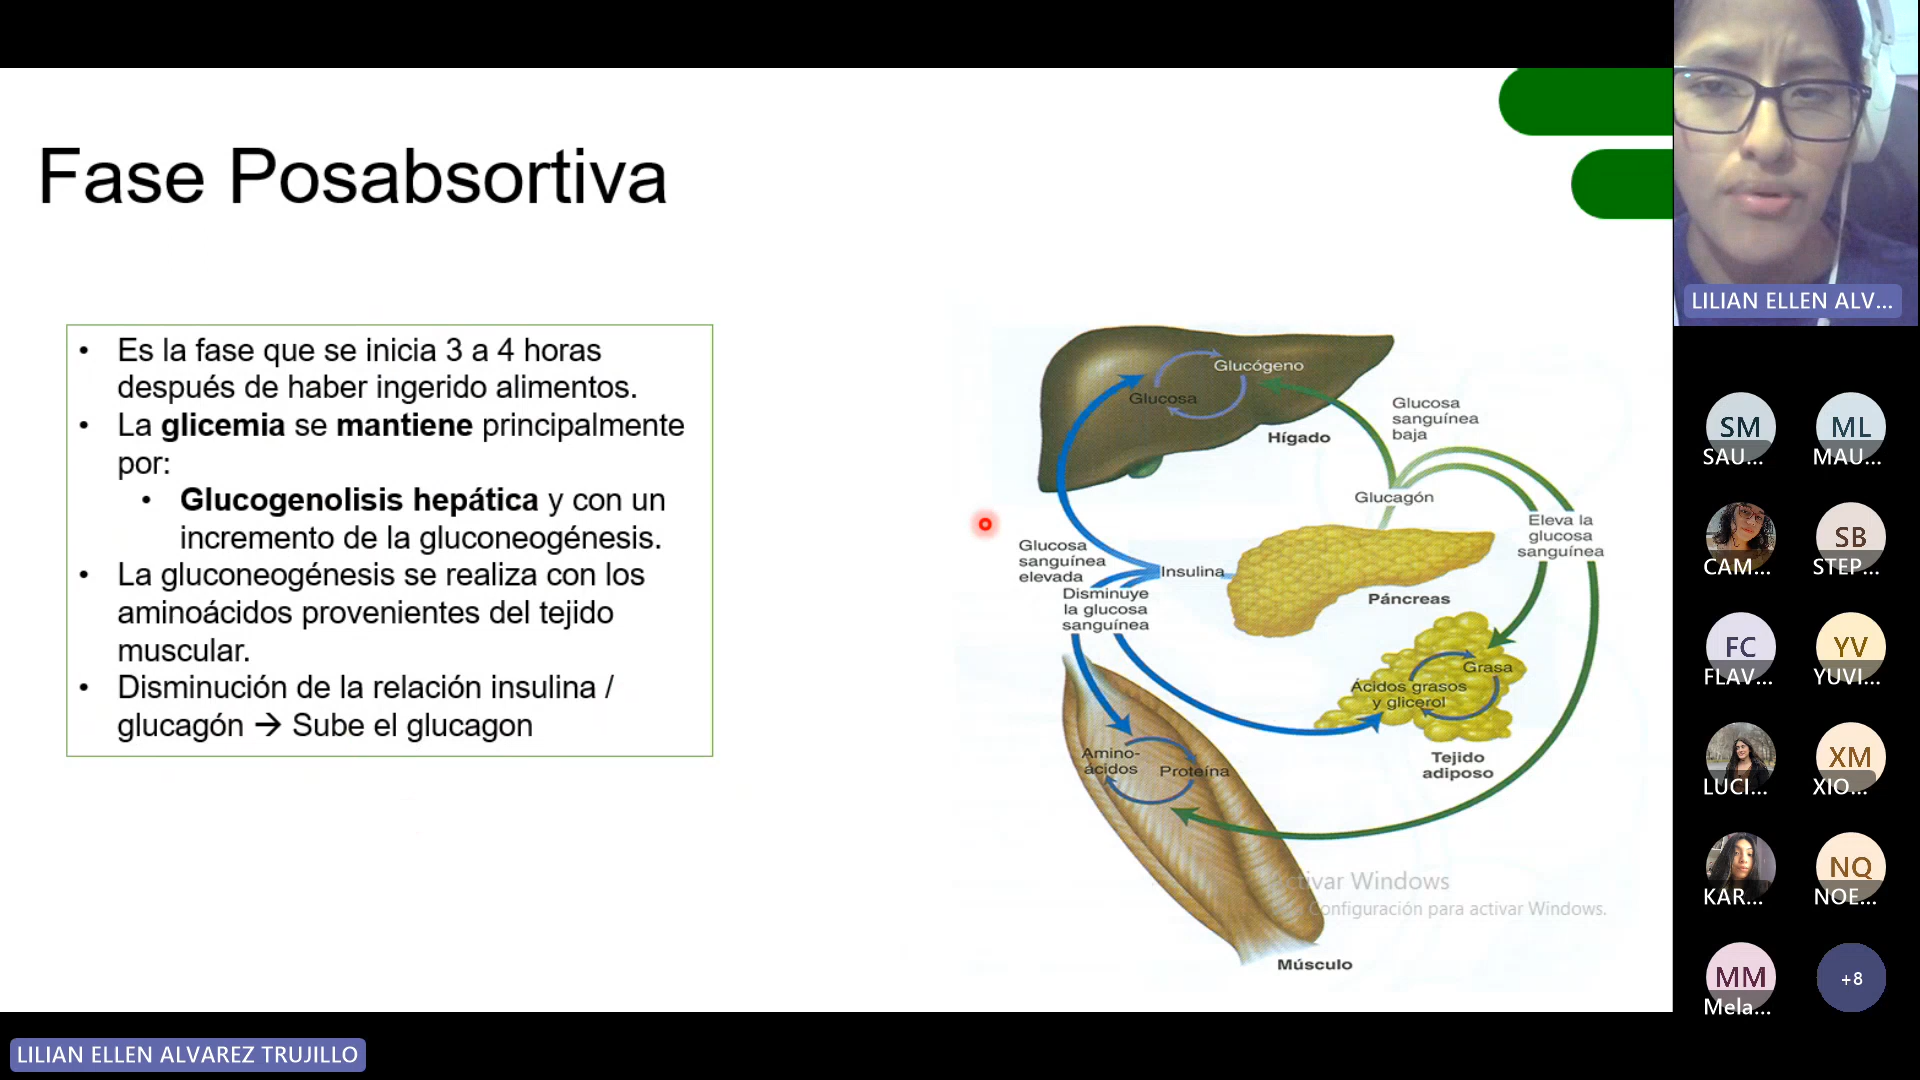 Fase Posabsortiva
• Es la fase que se inicia 3 a 4 horas
después de haber ingerido alimentos.
• La glicemia se mantiene principalmente
por:
• Glucogenolisis hepática y con un
incremento de la gluconeogénesis.
• La gluconeogénesis se realiza con los
aminoácidos provenientes del tejido
muscular.
• Disminución de la relación insulina /
glucagón → Sube el glucagon
Glucógeno
Glucosa
Hígado
Glucosa
sanguínea
baja
Glucagón
Eleva la
glucosa
sanguínea
Glucosa
sanguínea
elevada
Insulina
Disminuye
la glucosa
sanguínea
Páncreas
Grasa
Ácidos grasos
y glicerol
Tejido
adiposo
Amino-
ácidos
Proteína
Músculo
ctivar Windows
Configuración para activar Windows.
LILIAN ELLEN ALV...
SM
SAU...
ML
MAU...
CAM...
SB
STEP...
FC
FLAV...
YV
YUVI...
LUCI...
XM
XIO...
KAR...
NQ
NOE...
MM
Mela...
+8
LILIAN ELLEN ALVAREZ TRUJILLO